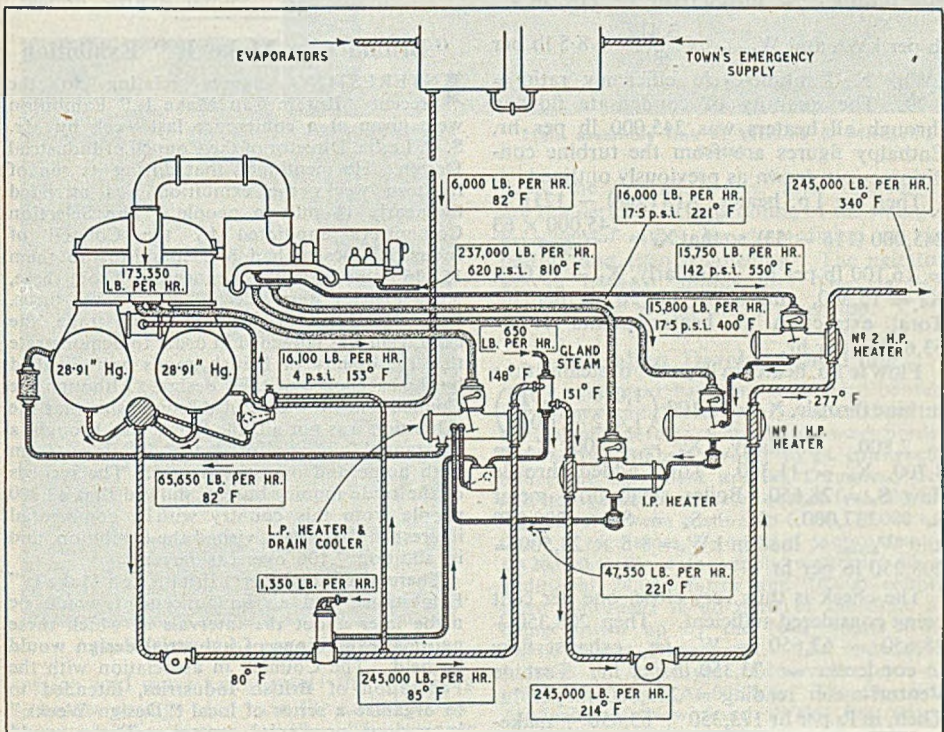 EVAPORATORS
TOWN'S EMERGENCY
SUPPLY
6,000 LB. PER HR.
82° F
16,000 LB. PER HR.
17·5 p.s.i. 221° F
245,000 LB. PER HR.
340° F
173,350
LB. PER HR.
237,000 LB. PER HR.
620 p.s.i. 810° F
15,750 LB. PER HR.
142 p.s.i. 550° F
15,800 LB. PER HR.
17·5 p.s.i. 400° F
28·91" Hg.
28·91" Hg.
16,100 LB. PER HR.
4 p.s.i. 153° F
650
LB. PER HR.
148° F
GLAND
STEAM
151° F
Nº 2 H.P.
HEATER
277° F
Nº 1 H.P.
HEATER
I.P. HEATER
65,650 LB. PER HR.
82° F
L.P. HEATER &
DRAIN COOLER
1,350 LB. PER HR.
47,550 LB. PER HR.
221° F
80° F
245,000 LB. PER HR.
85° F
245,000 LB. PER HR.
214° F